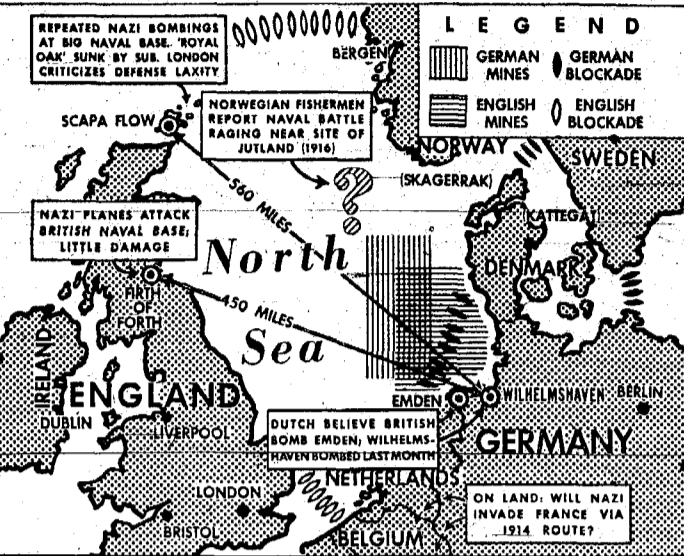 REPEATED NAZI BOMBINGS
AT BIG NAVAL BASE. 'ROYAL
OAK' SUNK BY SUB. LONDON
CRITICIZES DEFENSE LAXITY
BERGEN
LEGEND
GERMAN
MINES
GERMAN
BLOCKADE
ENGLISH
MINES
ENGLISH
BLOCKADE
SCAPA FLOW
NORWEGIAN FISHERMEN
REPORT NAVAL BATTLE
RAGING NEAR SITE OF
JUTLAND (1916)
NORWAY
SWEDEN
(SKAGERRAK)
560 MILES
?
(KATTEGAT)
NAZI PLANES ATTACK
BRITISH NAVAL BASE;
LITTLE DAMAGE
North
Sea
DENMARK
FIRTH
OF
FORTH
450 MILES
IRELAND
ENGLAND
DUBLIN
LIVERPOOL
EMDEN
WILHELMSHAVEN
BERLIN
DUTCH BELIEVE BRITISH
BOMB EMDEN; WILHELMS-
HAVEN BOMBED LAST MONTH
GERMANY
NETHERLANDS
LONDON
BRISTOL
BELGIUM
ON LAND: WILL NAZI
INVADE FRANCE VIA
1914 ROUTE?